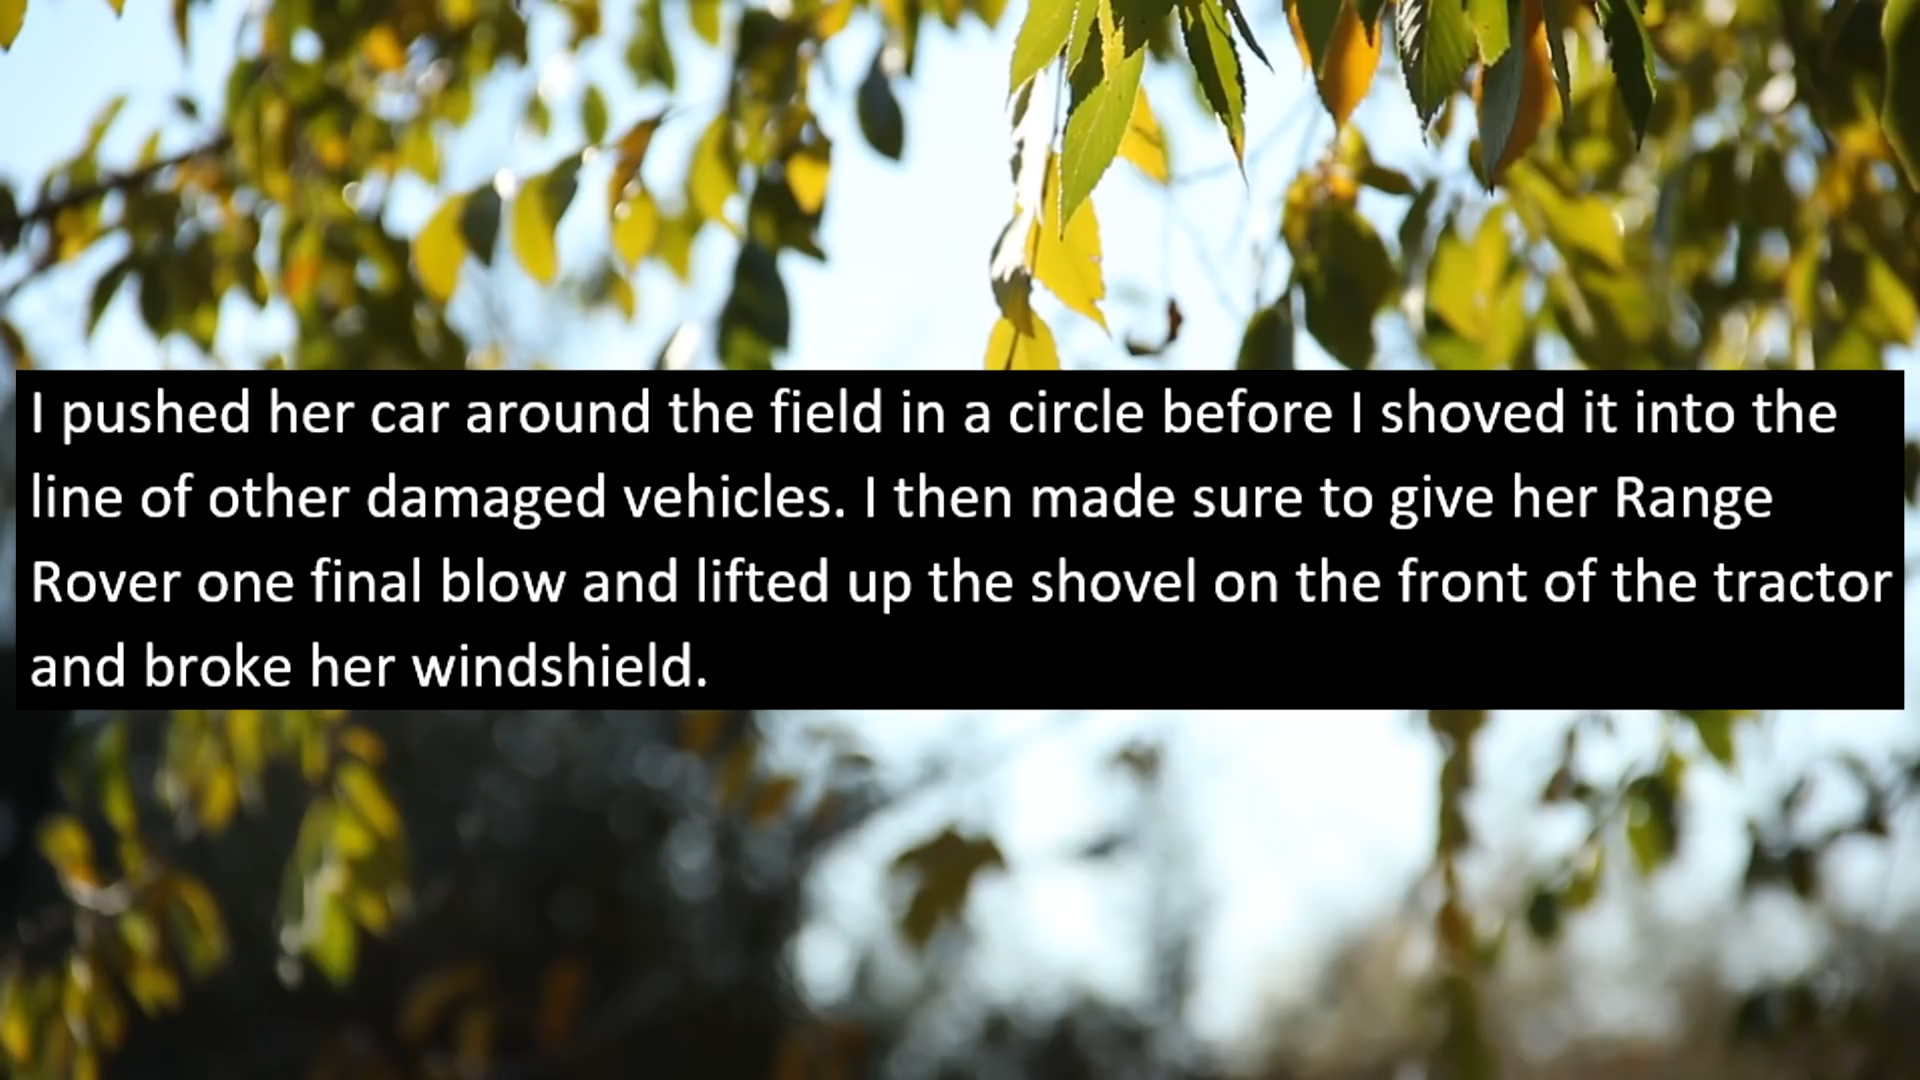 I pushed her car around the field in a circle before I shoved it into the
line of other damaged vehicles. I then made sure to give her Range
Rover one final blow and lifted up the shovel on the front of the tractor
and broke her windshield.